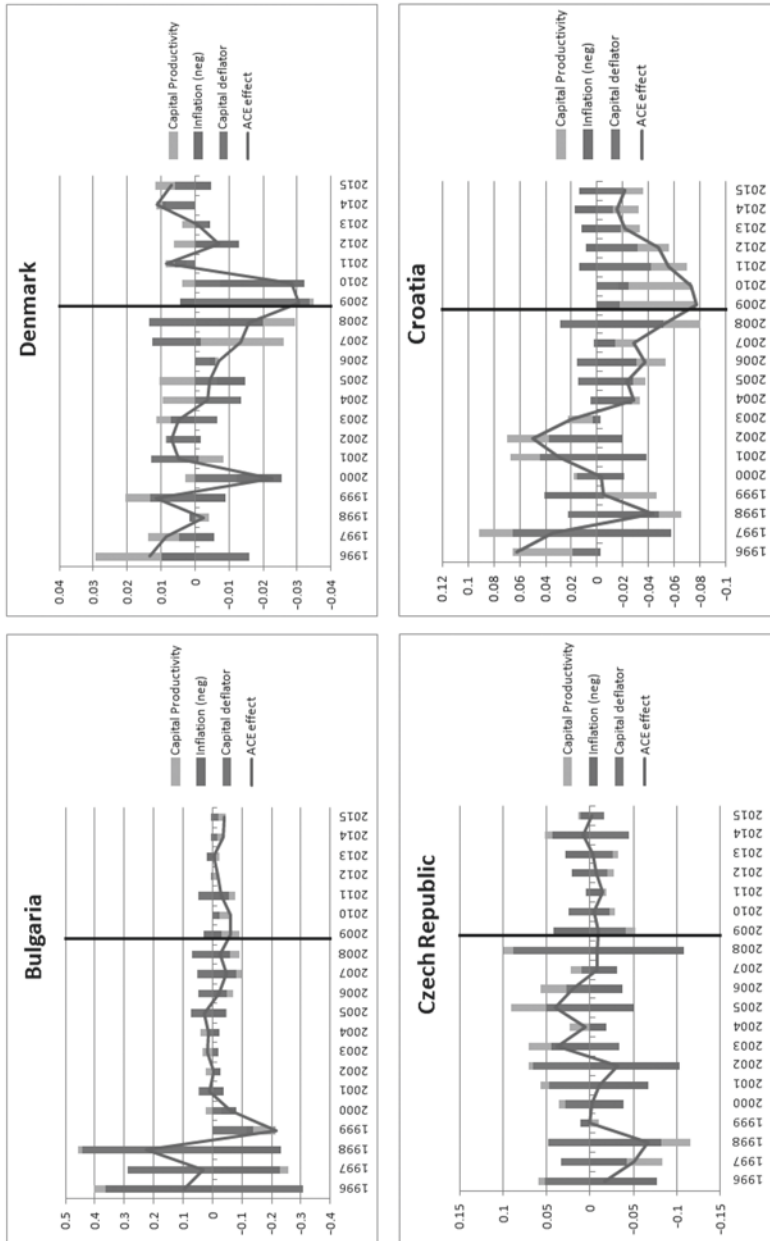 Bulgaria
0.5
0.4
0.3
0.2
0.1
0
-0.1
-0.2
-0.3
-0.4
1996 1997 1998 1999 2000 2001 2002 2003 2004 2005 2006 2007 2008 2009 2010 2011 2012 2013 2014 2015
Capital Productivity
Inflation (neg)
Capital deflator
ACE effect
Denmark
0.04
0.03
0.02
0.01
0
-0.01
-0.02
-0.03
-0.04
1996 1997 1998 1999 2000 2001 2002 2003 2004 2005 2006 2007 2008 2009 2010 2011 2012 2013 2014 2015
Capital Productivity
Inflation (neg)
Capital deflator
ACE effect
Czech Republic
0.15
0.1
0.05
0
-0.05
-0.1
-0.15
1996 1997 1998 1999 2000 2001 2002 2003 2004 2005 2006 2007 2008 2009 2010 2011 2012 2013 2014 2015
Capital Productivity
Inflation (neg)
Capital deflator
ACE effect
Croatia
0.12
0.1
0.08
0.06
0.04
0.02
0
-0.02
-0.04
-0.06
-0.08
-0.1
1996 1997 1998 1999 2000 2001 2002 2003 2004 2005 2006 2007 2008 2009 2010 2011 2012 2013 2014 2015
Capital Productivity
Inflation (neg)
Capital deflator
ACE effect